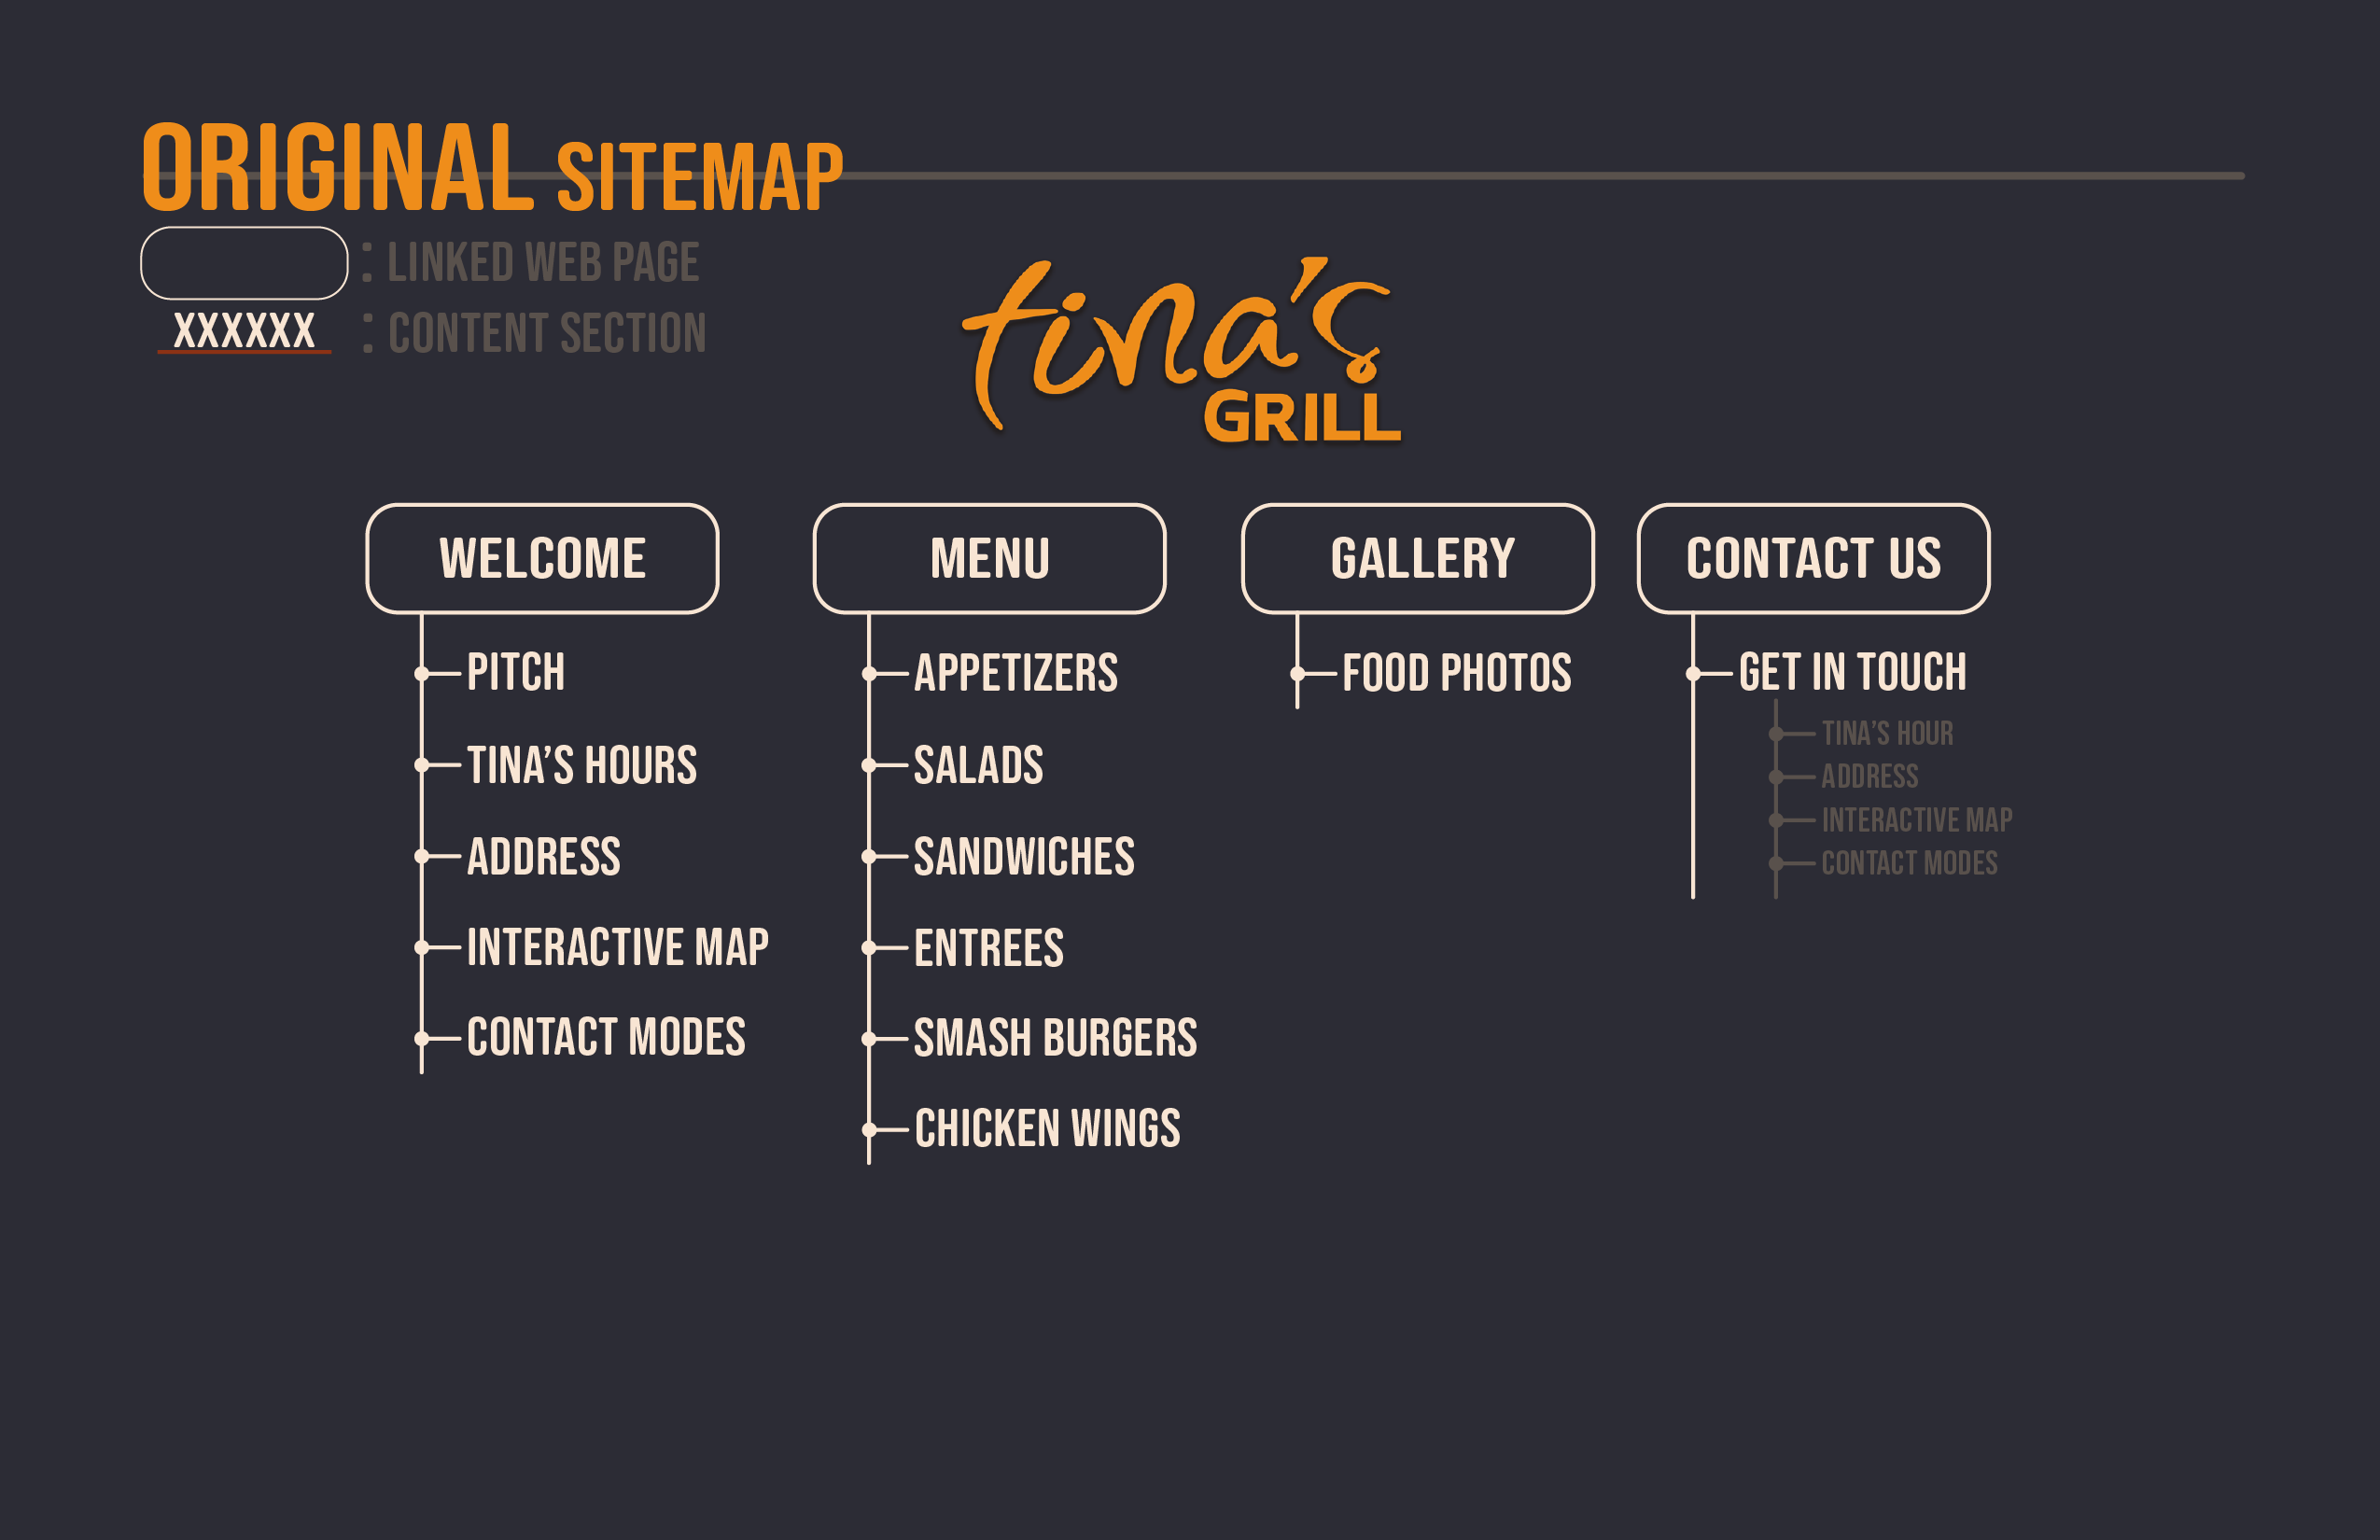 ORIGINAL SITEMAP
: LINKED WEB PAGE
XXXXXX : CONTENT SECTION
tina's
GRILL
WELCOME
PITCH
TINA'S HOURS
ADDRESS
INTERACTIVE MAP
CONTACT MODES
MENU
APPETIZERS
SALADS
SANDWICHES
ENTREES
SMASH BURGERS
CHICKEN WINGS
GALLERY
FOOD PHOTOS
CONTACT US
GET IN TOUCH
TINA'S HOUR
ADDRESS
INTERACTIVE MAP
CONTACT MODES